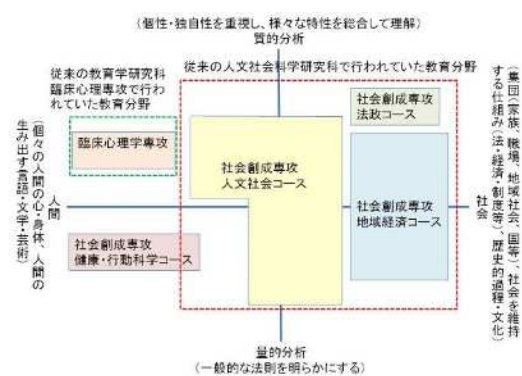 (個性・独自性を重視し、様々な特性を総合して理解)
質的分析
従来の教育学研究科
臨床心理専攻で行わ
れていた教育分野
従来の人文社会科学研究科で行われていた教育分野
臨床心理学専攻
社会創成専攻
人文社会コース
社会創成専攻
法政コース
社会創成専攻
地域経済コース
社会創成専攻
健康・行動科学コース
人間
(個々の人間の心・身体、人間の
生み出す言語・文学・芸術)
社会
(集団(家族、職場、地域社会、国等)、社会を維持
する仕組み(法・経済・制度等)、歴史的過程・文化)
量的分析
(一般的な法則を明らかにする)